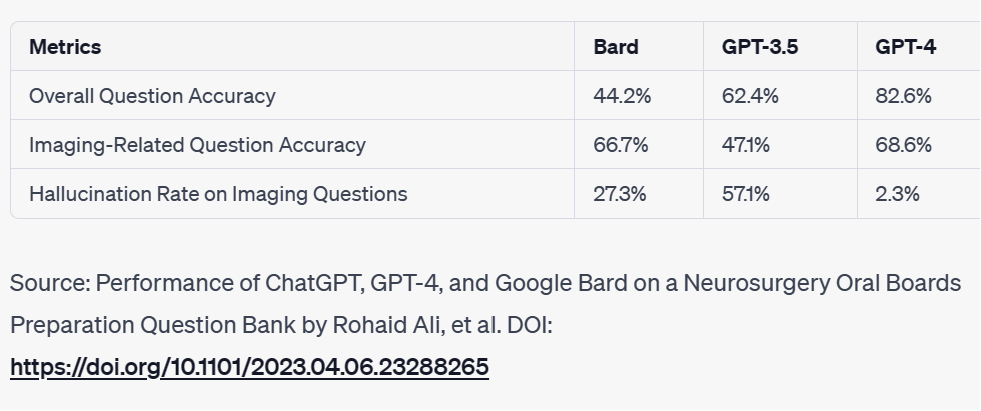 Metrics Bard GPT-3.5 GPT-4
Overall Question Accuracy 44.2% 62.4% 82.6%
Imaging-Related Question Accuracy 66.7% 47.1% 68.6%
Hallucination Rate on Imaging Questions 27.3% 57.1% 2.3%
Source: Performance of ChatGPT, GPT-4, and Google Bard on a Neurosurgery Oral Boards
Preparation Question Bank by Rohaid Ali, et al. DOI:
https://doi.org/10.1101/2023.04.06.23288265